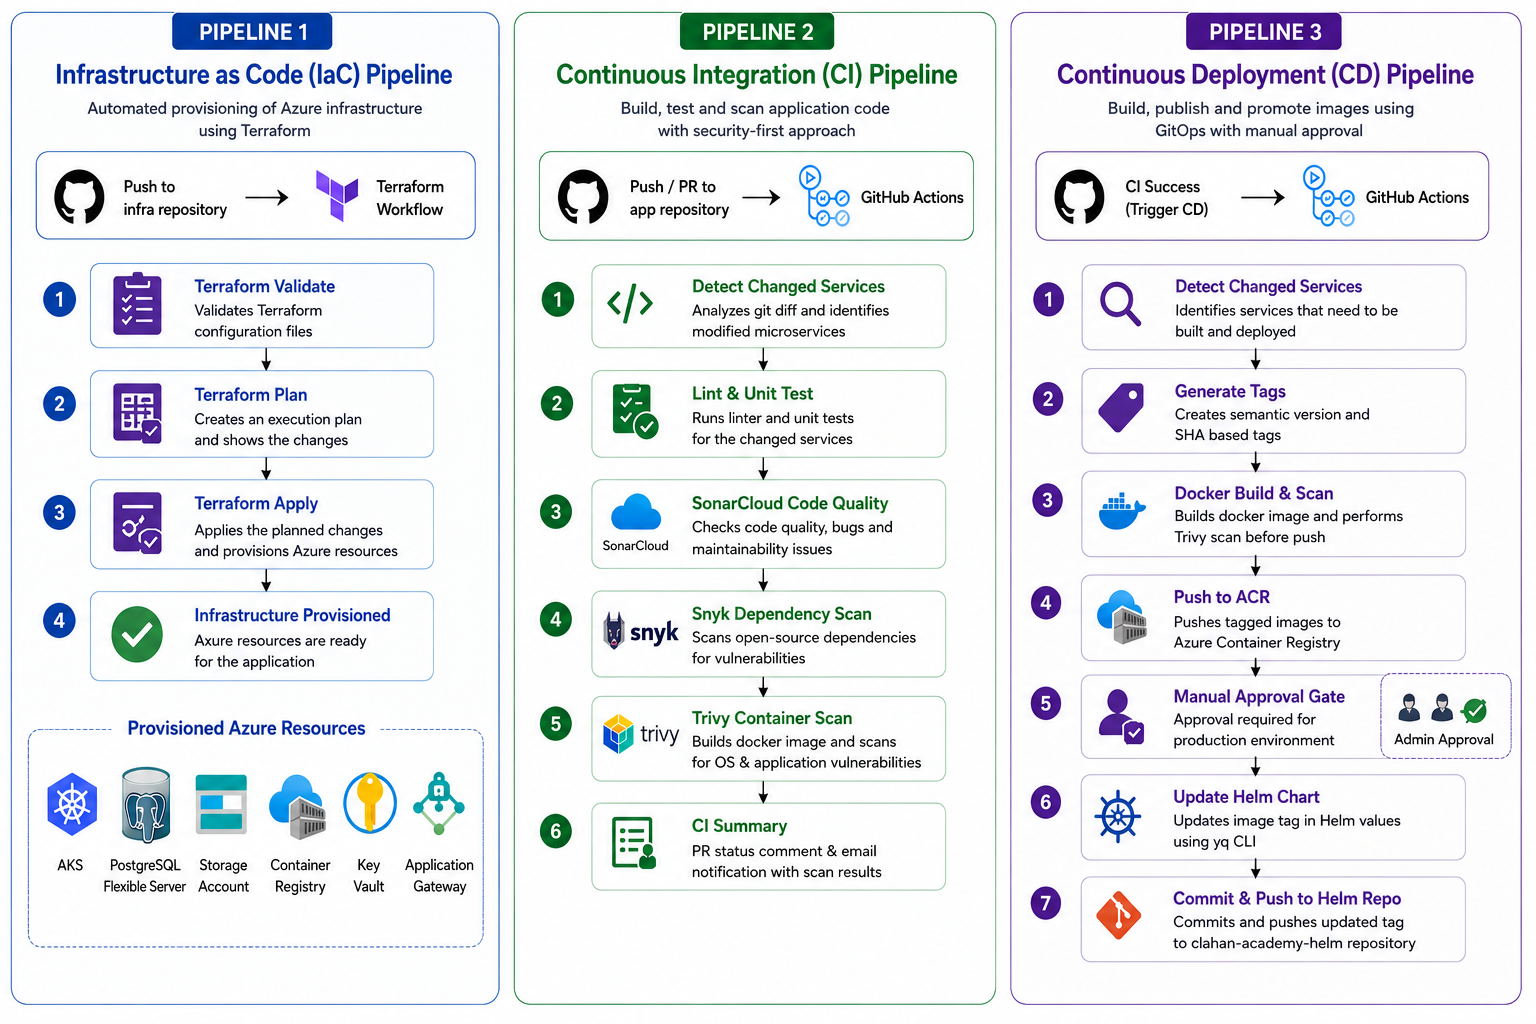 PIPELINE 1
Infrastructure as Code (IaC) Pipeline
Automated provisioning of Azure infrastructure
using Terraform
Push to
infra repository
Terraform
Workflow
1
Terraform Validate
Validates Terraform
configuration files
2
Terraform Plan
Creates an execution plan
and shows the changes
3
Terraform Apply
Applies the planned changes
and provisions Azure resources
4
Infrastructure Provisioned
Axure resources are ready
for the application
Provisioned Azure Resources
AKS
PostgreSQL
Flexible Server
Storage
Account
Container
Registry
Key
Vault
Application
Gateway
PIPELINE 2
Continuous Integration (CI) Pipeline
Build, test and scan application code
with security-first approach
Push / PR to
app repository
GitHub Actions
1
Detect Changed Services
Analyzes git diff and identifies
modified microservices
2
Lint & Unit Test
Runs linter and unit tests
for the changed services
3
SonarCloud
SonarCloud Code Quality
Checks code quality, bugs and
maintainability issues
4
snyk
Snyk Dependency Scan
Scans open-source dependencies
for vulnerabilities
5
trivy
Trivy Container Scan
Builds docker image and scans
for OS & application vulnerabilities
6
CI Summary
PR status comment & email
notification with scan results
PIPELINE 3
Continuous Deployment (CD) Pipeline
Build, publish and promote images using
GitOps with manual approval
CI Success
(Trigger CD)
GitHub Actions
1
Detect Changed Services
Identifies services that need to be
built and deployed
2
Generate Tags
Creates semantic version and
SHA based tags
3
Docker Build & Scan
Builds docker image and performs
Trivy scan before push
4
Push to ACR
Pushes tagged images to
Azure Container Registry
5
Manual Approval Gate
Approval required for
production environment
Admin Approval
6
Update Helm Chart
Updates image tag in Helm values
using yq CLI
7
Commit & Push to Helm Repo
Commits and pushes updated tag
to clahan-academy-helm repository